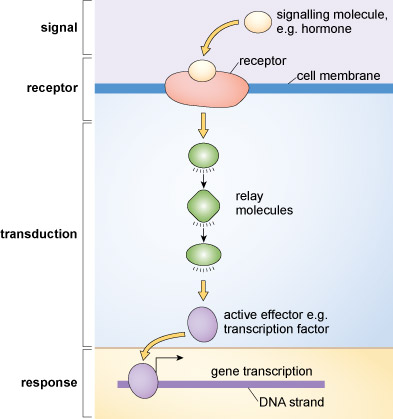 signal
signalling molecule,
e.g. hormone
receptor
receptor
cell membrane
transduction
relay
molecules
active effector e.g.
transcription factor
response
gene transcription
DNA strand